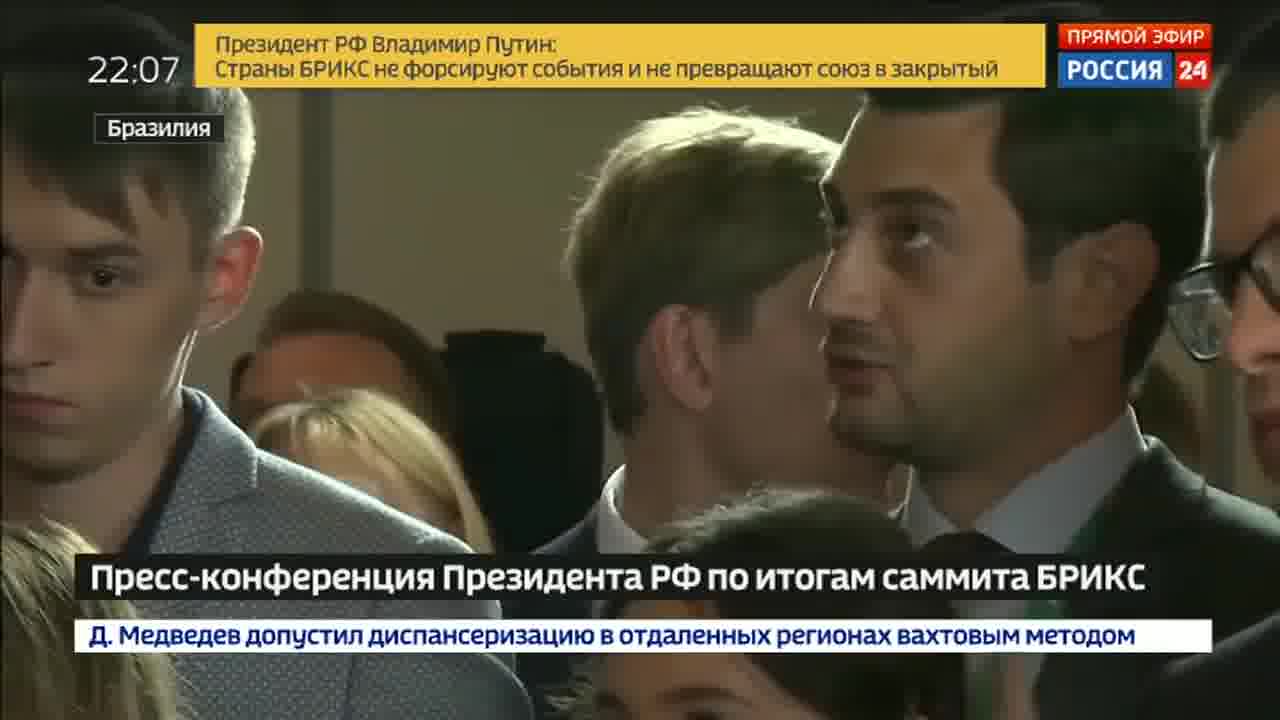 22:07
Президент РФ Владимир Путин:
Страны БРИКС не форсируют события и не превращают союз в закрытый
ПРЯМОЙ ЭФИР
РОССИЯ 24
Бразилия
Пресс-конференция Президента РФ по итогам саммита БРИКС
Д. Медведев допустил диспансеризацию в отдаленных регионах вахтовым методом